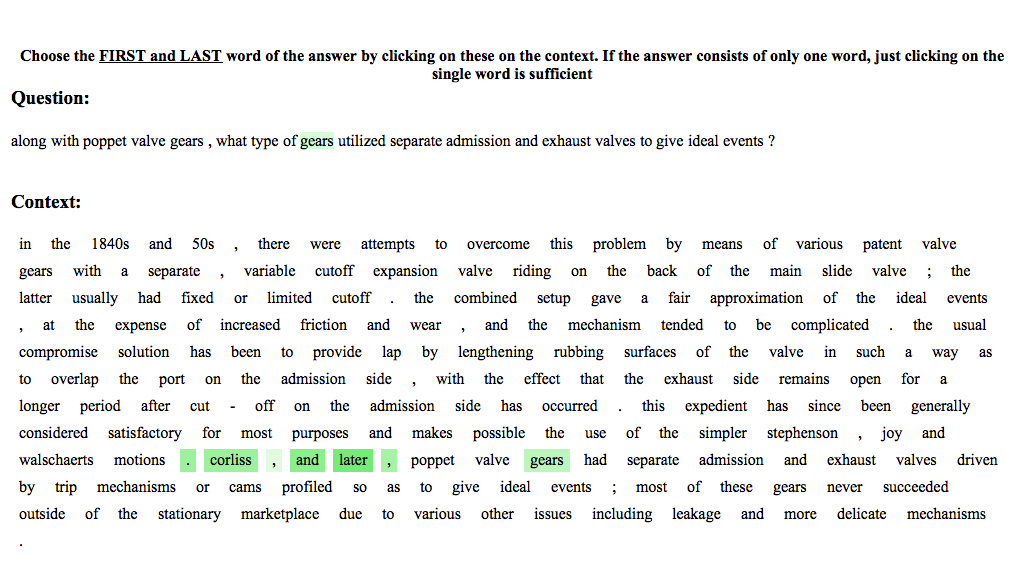 Choose the FIRST and LAST word of the answer by clicking on these on the context. If the answer consists of only one word, just clicking on the
single word is sufficient
Question:
along with poppet valve gears , what type of gears utilized separate admission and exhaust valves to give ideal events ?
Context:
in the 1840s and 50s , there were attempts to overcome this problem by means of various patent valve
gears with a separate , variable cutoff expansion valve riding on the back of the main slide valve ; the
latter usually had fixed or limited cutoff . the combined setup gave a fair approximation of the ideal events
, at the expense of increased friction and wear , and the mechanism tended to be complicated . the usual
compromise solution has been to provide lap by lengthening rubbing surfaces of the valve in such a way as
to overlap the port on the admission side , with the effect that the exhaust side remains open for a
longer period after cut - off on the admission side has occurred . this expedient has since been generally
considered satisfactory for most purposes and makes possible the use of the simpler stephenson , joy and
walschaerts motions . corliss , and later , poppet valve gears had separate admission and exhaust valves driven
by trip mechanisms or cams profiled so as to give ideal events ; most of these gears never succeeded
outside of the stationary marketplace due to various other issues including leakage and more delicate mechanisms
.